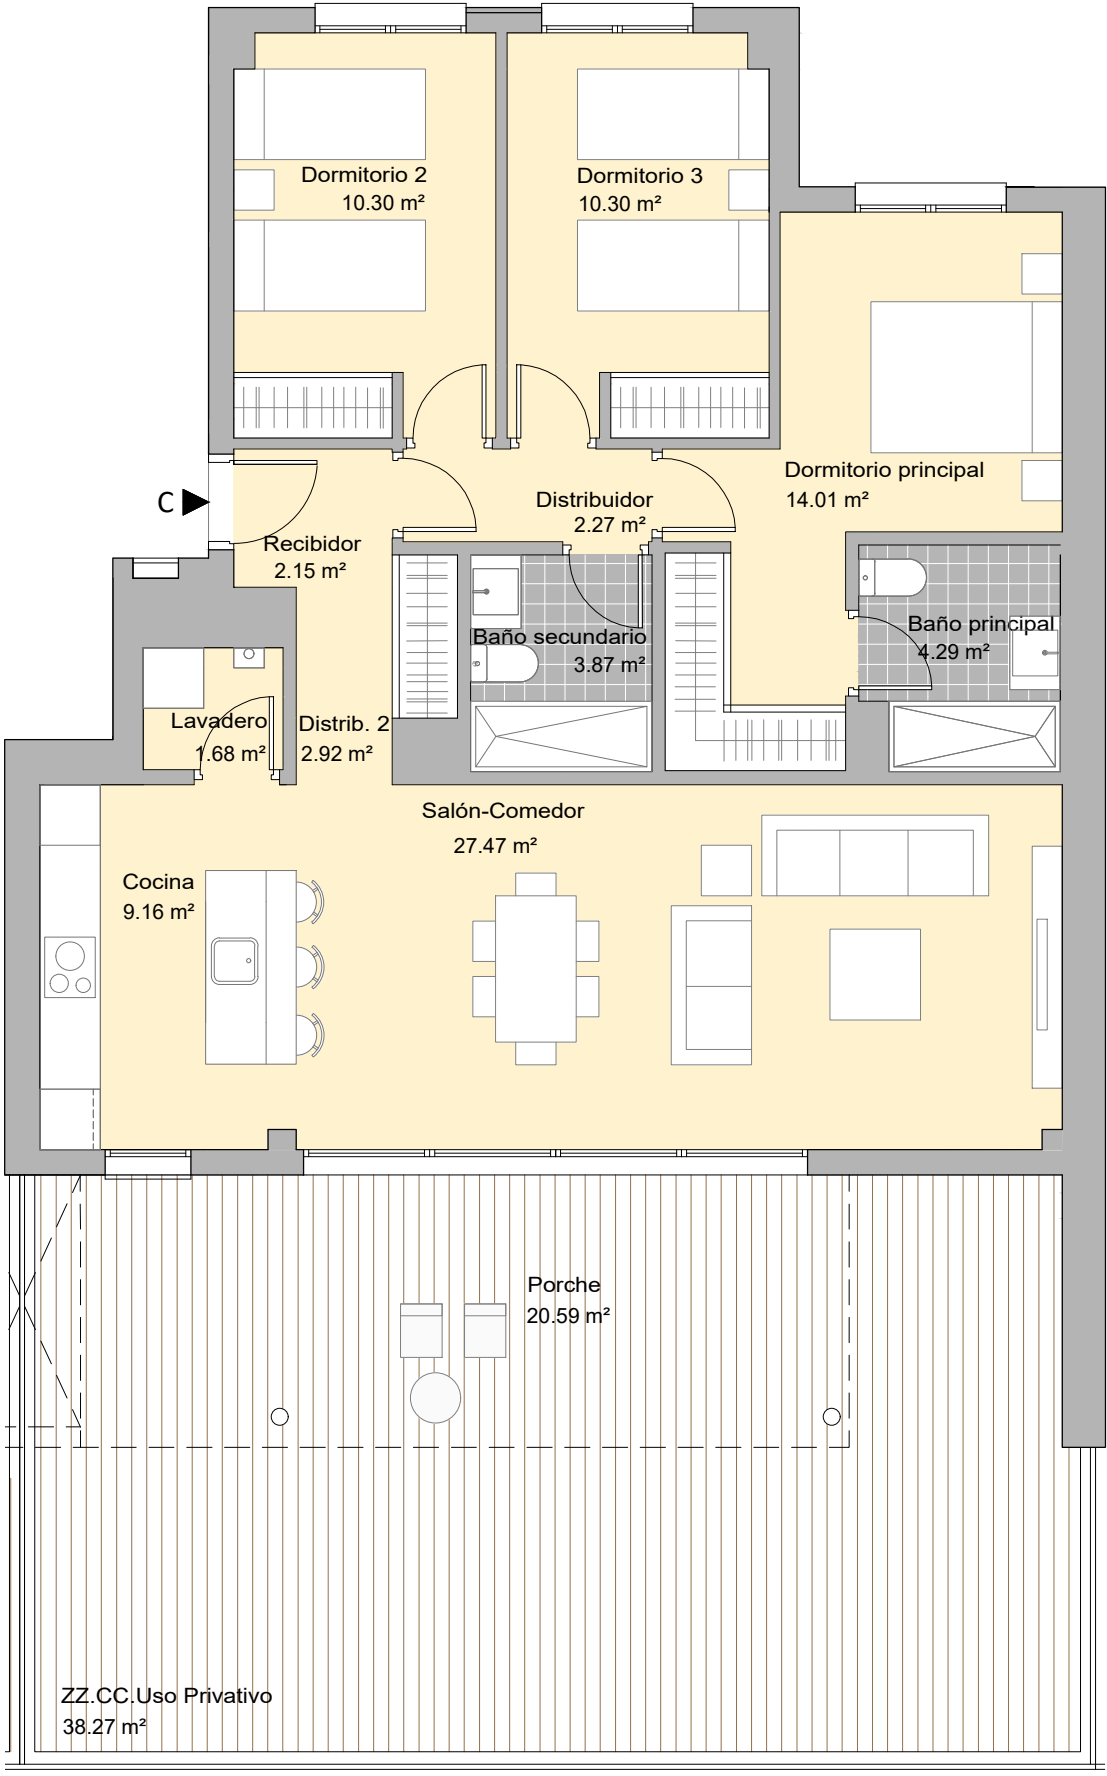 Dormitorio 2
10.30 m²
Dormitorio 3
10.30 m²
Dormitorio principal
14.01 m²
C
Distribuidor
2.27 m²
Recibidor
2.15 m²
Baño secundario
3.87 m²
Baño principal
4.29 m²
Lavadero
1.68 m²
Distrib. 2
2.92 m²
Salón-Comedor
27.47 m²
Cocina
9.16 m²
Porche
20.59 m²
ZZ.CC.Uso Privativo
38.27 m²